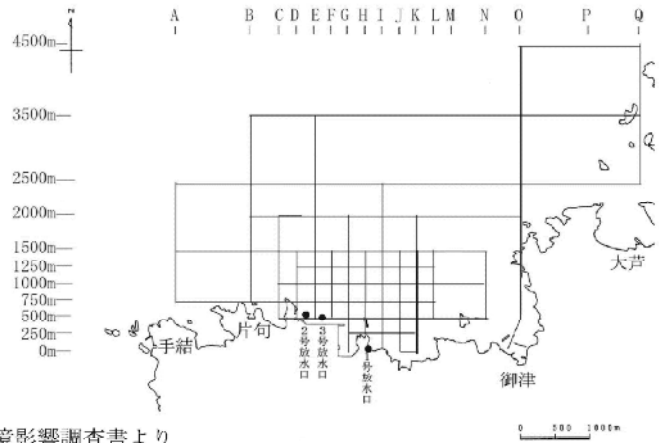 A B C D E F G H I J K L M N O P Q
N
4500m
3500m
2500m
2000m
1500m
1250m
1000m
750m
500m
250m
0m
大芦
手結
片句
2号放水口
3号放水口
1号放水口
御津
0 500 1000m
境影響調査書より